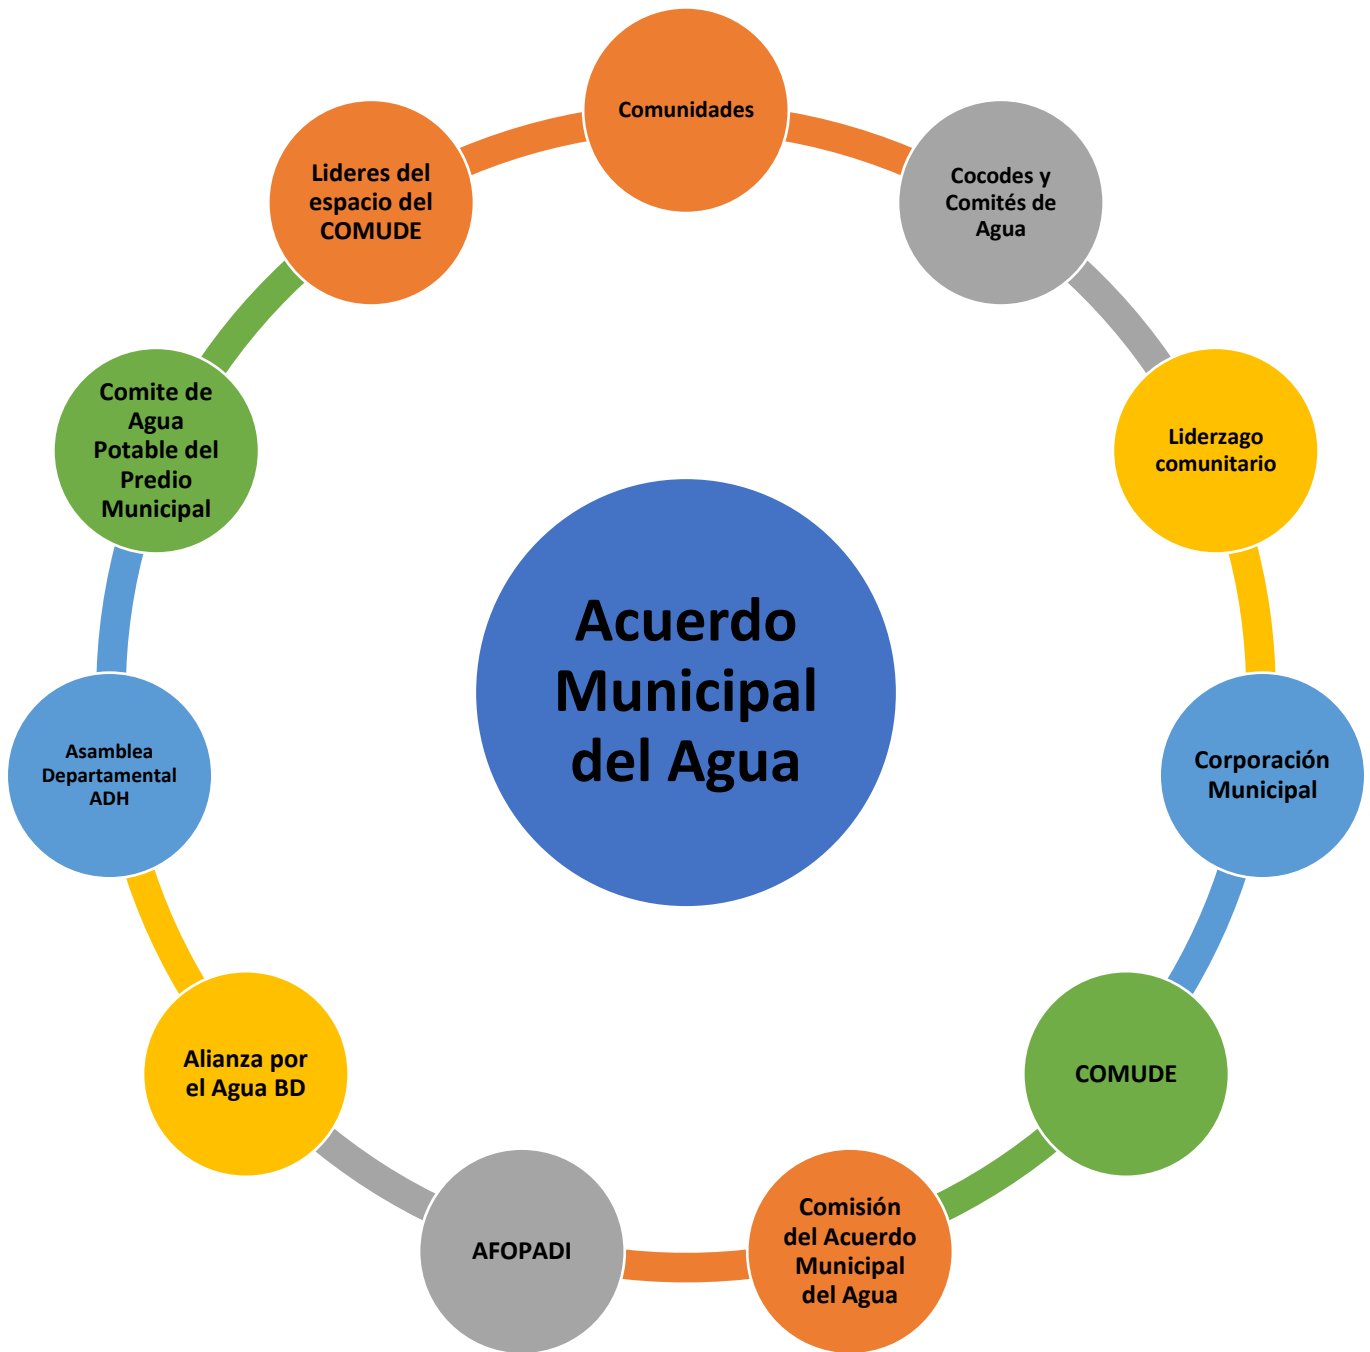 Comunidades
Cocodes y
Comités de
Agua
Liderzago
comunitario
Corporación
Municipal
COMUDE
Comisión
del Acuerdo
Municipal
del Agua
AFOPADI
Alianza por
el Agua BD
Asamblea
Departamental
ADH
Comite de
Agua
Potable del
Predio
Municipal
Lideres del
espacio del
COMUDE
Acuerdo
Municipal
del Agua